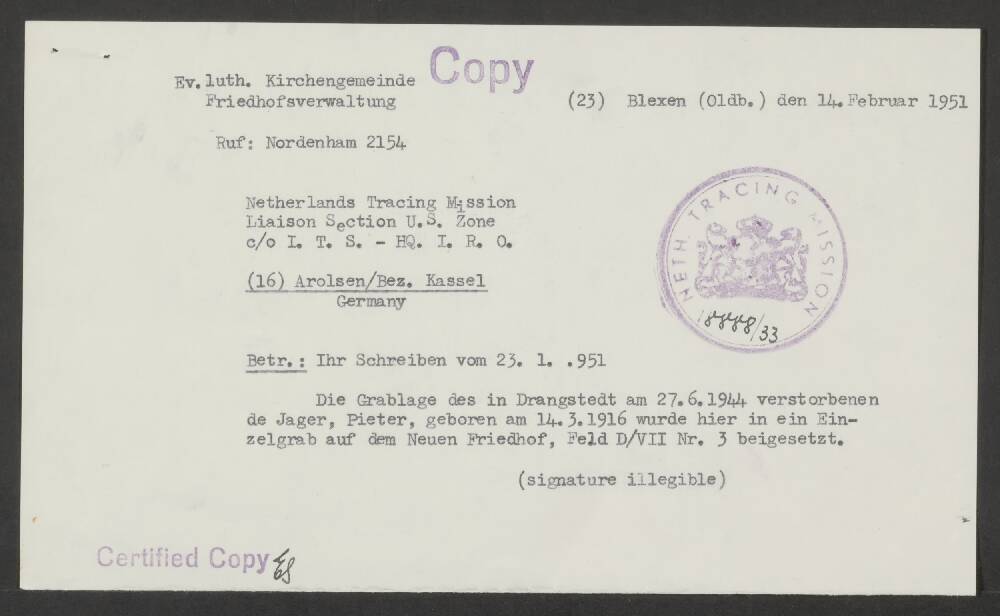 Copy
Ev.luth. Kirchengemeinde
Friedhofsverwaltung
(23) Blexen (Oldb.) den 14.Februar 1951
Ruf: Nordenham 2154
Netherlands Tracing Mission
Liaison Section U.S. Zone
c/o I. T. S. - HQ. I. R. O.
(16) Arolsen/Bez. Kassel
Germany
NETH. TRACING MISSION
18888/33
Betr.: Ihr Schreiben vom 23. 1. .951
Die Grablage des in Drangstedt am 27.6.1944 verstorbenen
de Jager, Pieter, geboren am 14.3.1916 wurde hier in ein Ein-
zelgrab auf dem Neuen Friedhof, Feld D/VII Nr. 3 beigesetzt.
(signature illegible)
Certified Copy